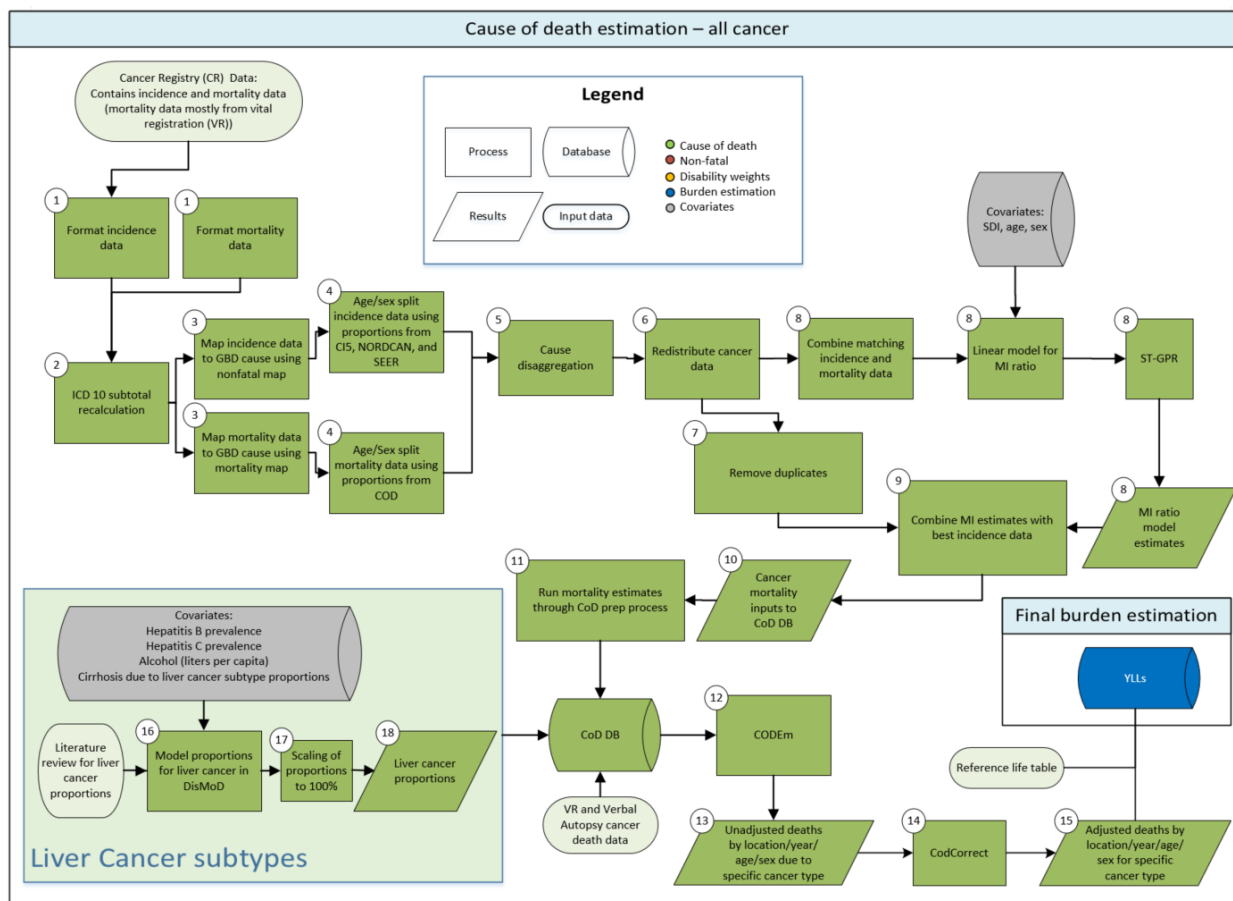 Cause of death estimation – all cancer
Cancer Registry (CR) Data:
Contains incidence and mortality data
(mortality data mostly from vital
registration (VR))
Legend
Process
Database
Results
Input data
Cause of death
Non-fatal
Disability weights
Burden estimation
Covariates
Covariates:
SDI, age, sex
1
Format incidence
data
1
Format mortality
data
2
ICD 10 subtotal
recalculation
3
Map incidence data
to GBD cause using
nonfatal map
3
Map mortality data
to GBD cause using
mortality map
4
Age/sex split
incidence data using
proportions from
CI5, NORDCAN, and
SEER
4
Age/Sex split
mortality data using
proportions from
COD
5
Cause
disaggregation
6
Redistribute cancer
data
8
Combine matching
incidence and
mortality data
8
Linear model for
MI ratio
8
ST-GPR
7
Remove duplicates
9
Combine MI estimates with
best incidence data
8
MI ratio
model
estimates
11
Run mortality estimates
through CoD prep process
10
Cancer
mortality
inputs to
CoD DB
Final burden estimation
YLLs
Covariates:
Hepatitis B prevalence
Hepatitis C prevalence
Alcohol (liters per capita)
Cirrhosis due to liver cancer subtype proportions
Literature
review for liver
cancer
proportions
16
Model proportions
for liver cancer in
DisMoD
17
Scaling of
proportions
to 100%
18
Liver cancer
proportions
Liver Cancer subtypes
CoD DB
12
CODEm
VR and Verbal
Autopsy cancer
death data
Reference life table
13
Unadjusted deaths
by location/year/
age/sex due to
specific cancer type
14
CodCorrect
15
Adjusted deaths by
location/year/age/
sex for specific
cancer type